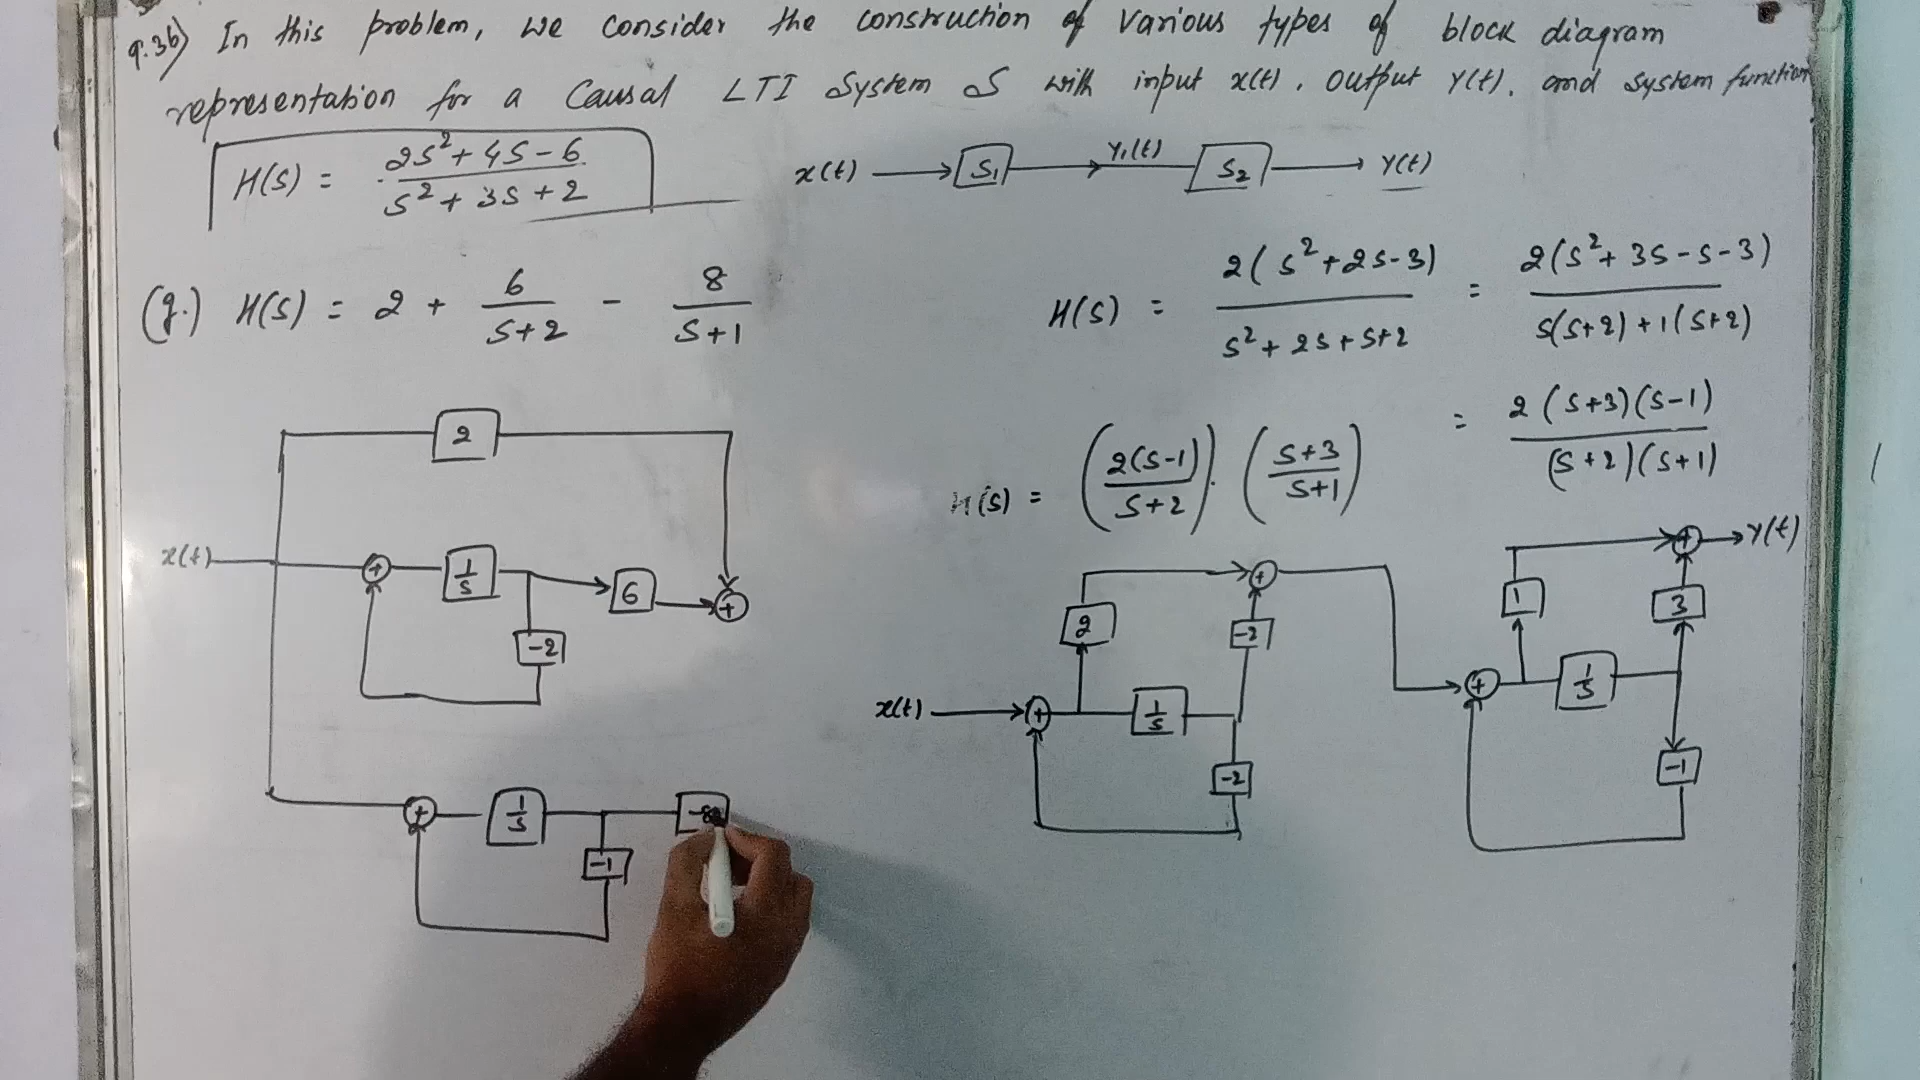 9.36) In this problem, we consider the construction of various types of block diagram
representation for a Causal LTI System S with input x(t), output Y(t), and system function
H(S) = 2S²+4S-6 / S²+3S+2
x(t) → S₁ → Y₁(t) → S₂ → Y(t)
(g.) H(S) = 2 + 6/S+2 - 8/S+1
H(S) = 2(S²+2S-3) / S²+2S+S+2 = 2(S²+3S-S-3) / S(S+2)+1(S+2)
= 2(S+3)(S-1) / (S+2)(S+1)
H(S) = (2(S-1)/S+2) . (S+3/S+1)
2
x(t) + 1/S 6 +
-2
+ 1/S -8
-1
2 + -2
x(t) + 1/S
-2
1 + Y(t)
3
+ 1/S
-1